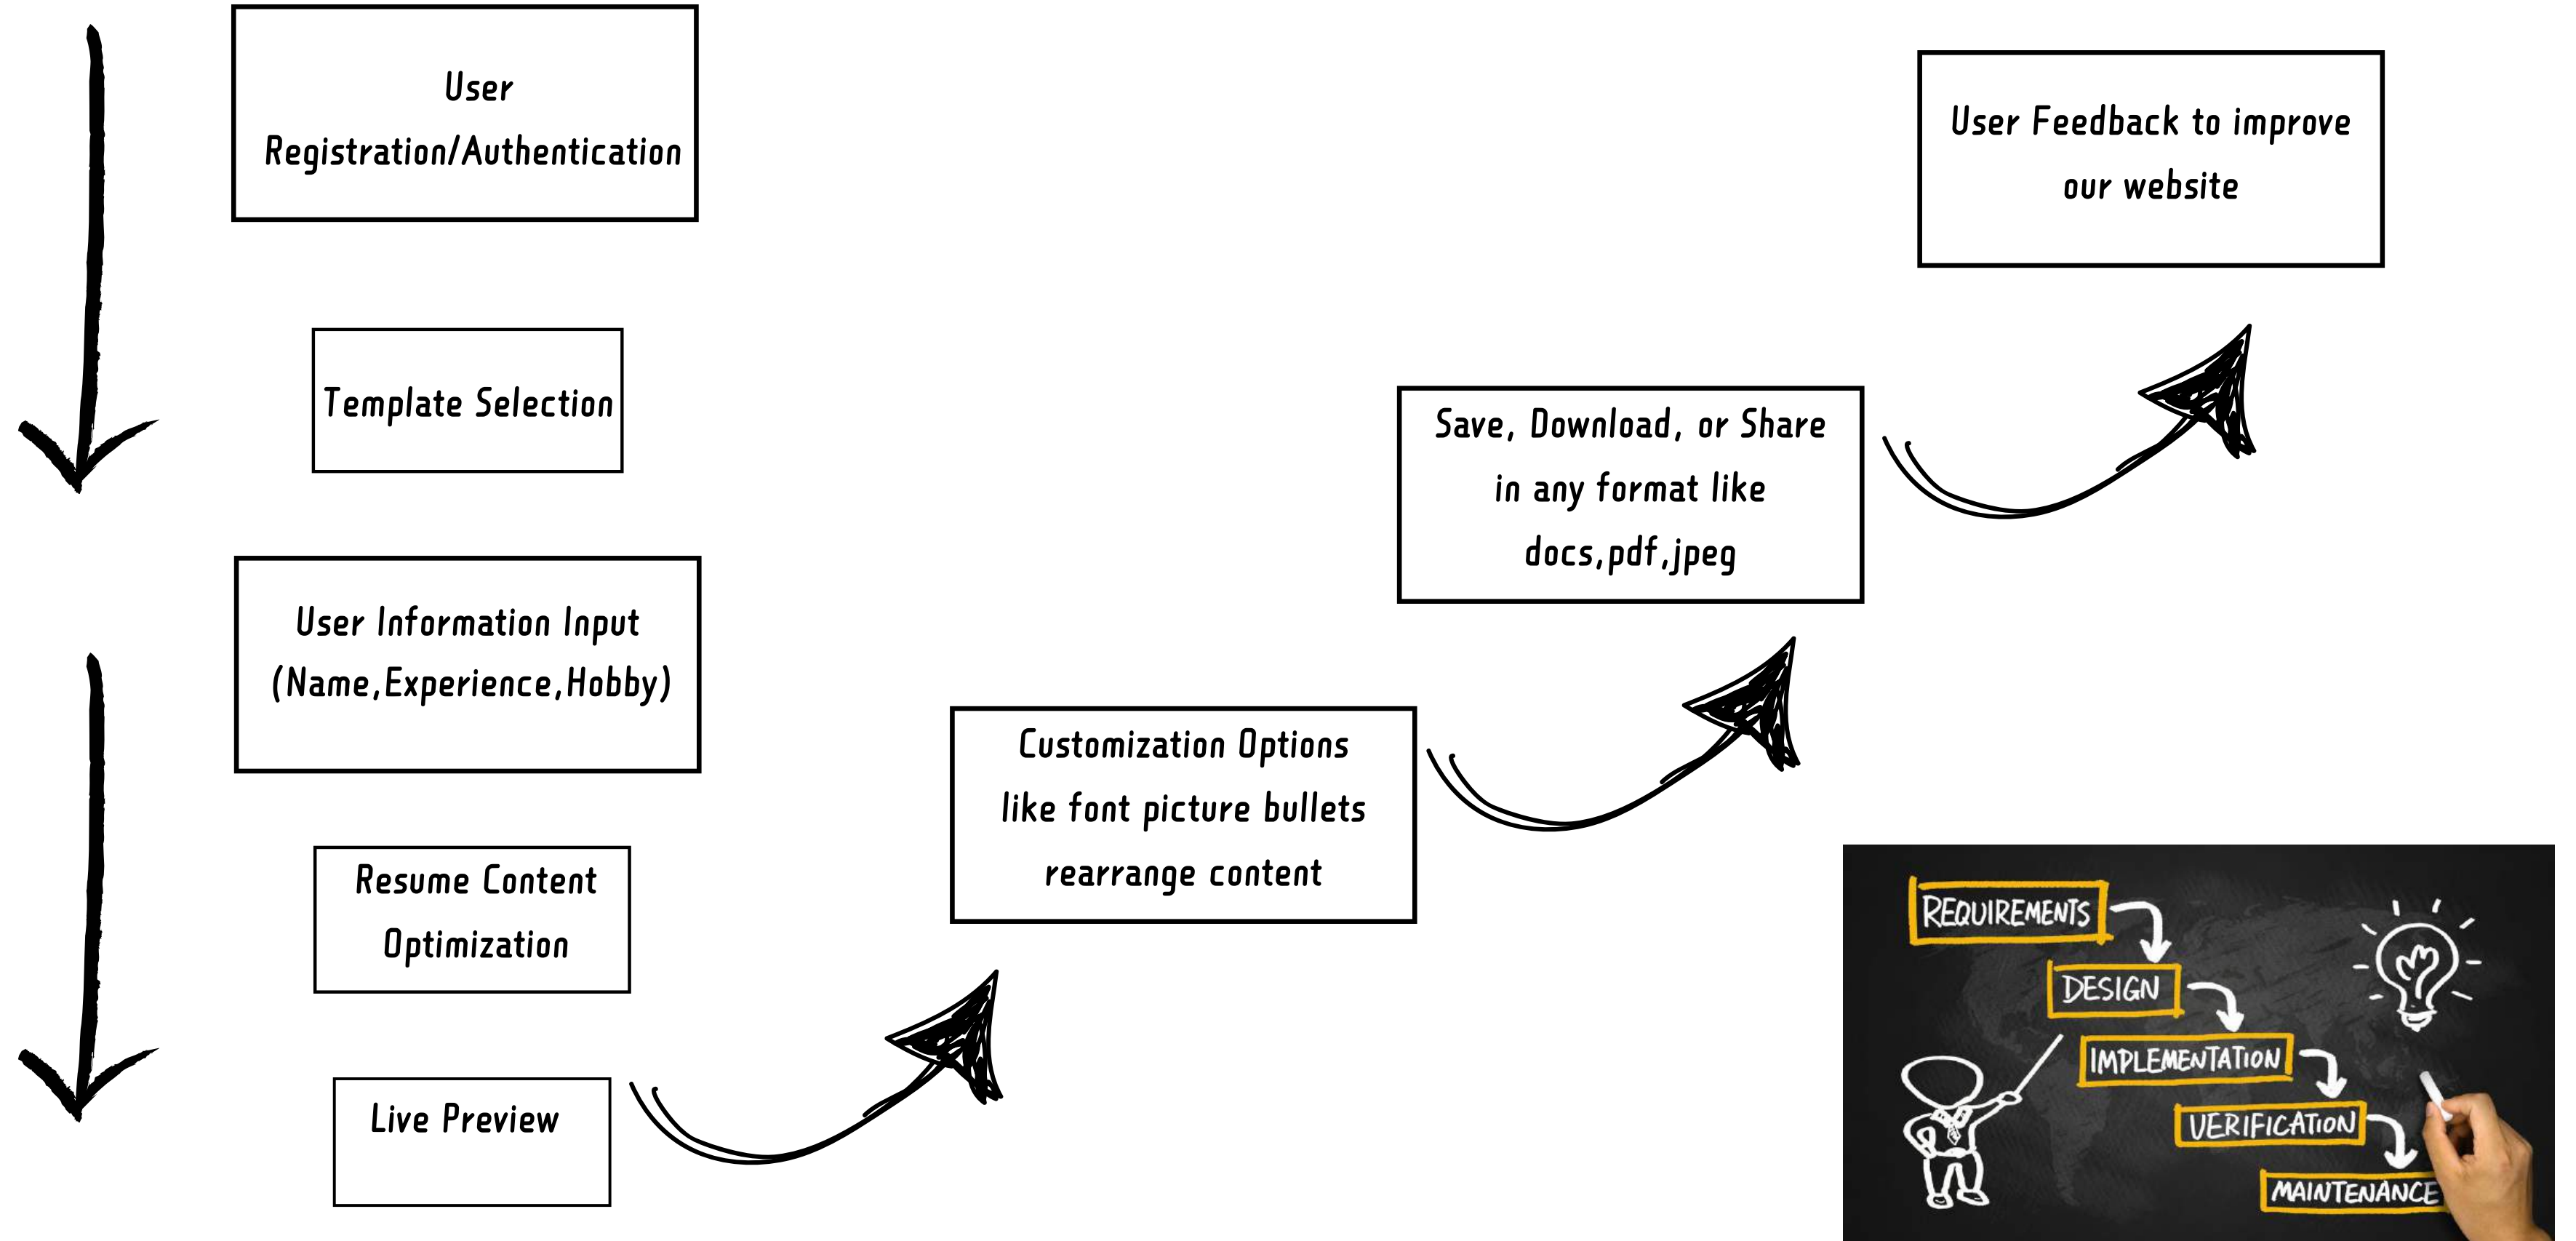 User
Registration/Authentication
Template Selection
User Information Input
(Name,Experience,Hobby)
Resume Content
Optimization
Live Preview
Customization Options
like font picture bullets
rearrange content
Save, Download, or Share
in any format like
docs,pdf,jpeg
User Feedback to improve
our website
REQUIREMENTS
DESIGN
IMPLEMENTATION
VERIFICATION
MAINTENANCE